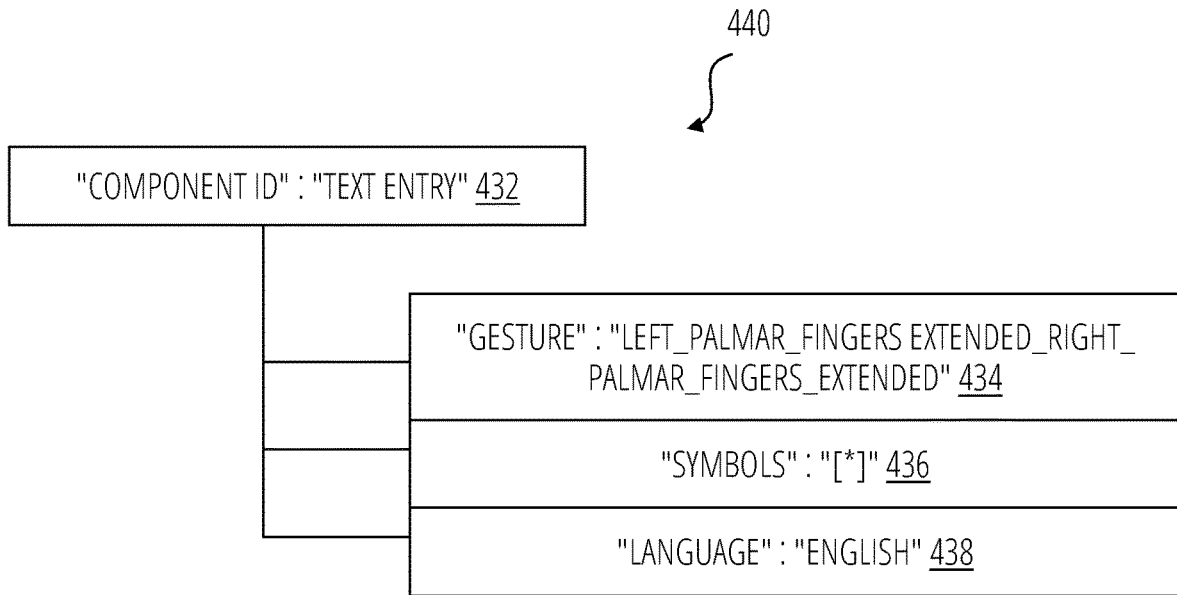 440
"COMPONENT ID" : "TEXT ENTRY" 432
"GESTURE" : "LEFT_PALMAR_FINGERS EXTENDED_RIGHT_
PALMAR_FINGERS_EXTENDED" 434
"SYMBOLS" : "[*]" 436
"LANGUAGE" : "ENGLISH" 438